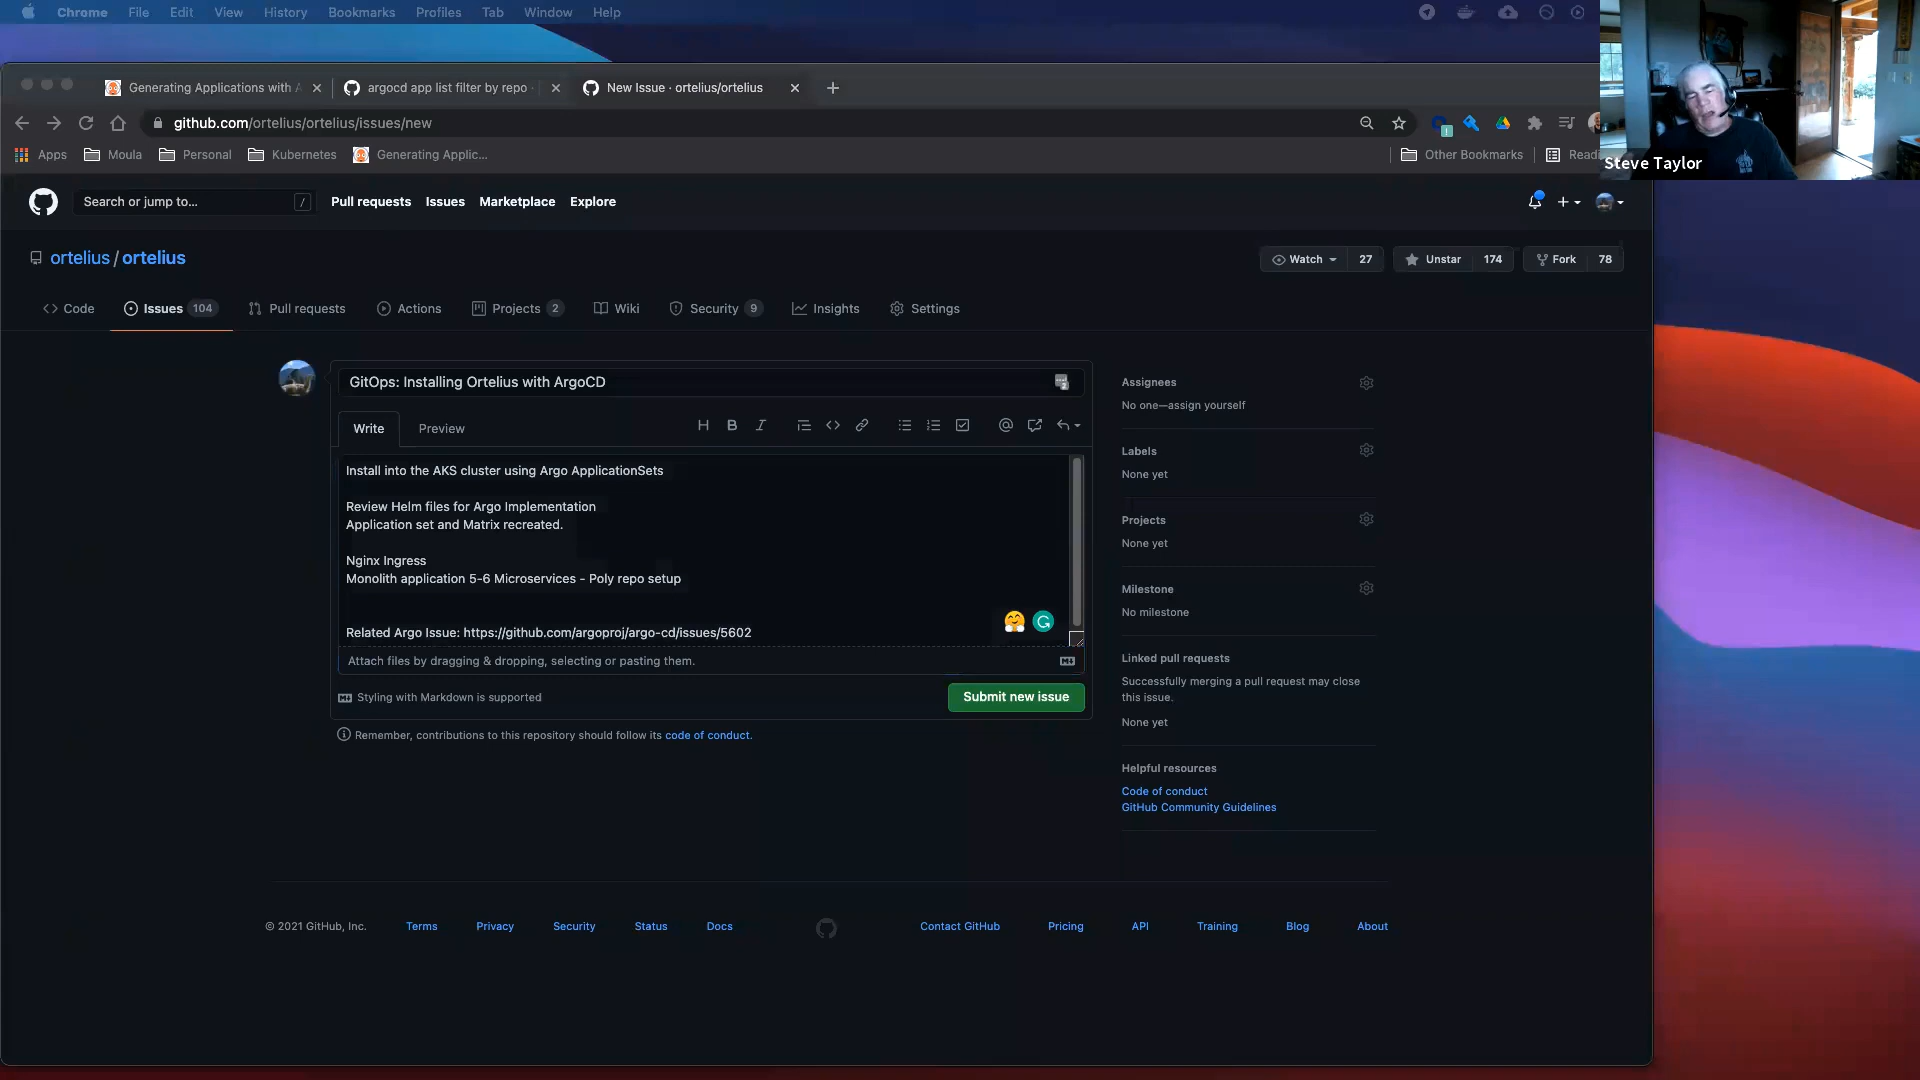 Chrome File Edit View History Bookmarks Profiles Tab Window Help
Generating Applications with A
argocd app list filter by repo
New Issue · ortelius/ortelius
github.com/ortelius/ortelius/issues/new
Apps Moula Personal Kubernetes Generating Applic... Other Bookmarks Readi
Steve Taylor
Search or jump to... / Pull requests Issues Marketplace Explore
ortelius / ortelius
Watch 27 Unstar 174 Fork 78
Code Issues 104 Pull requests Actions Projects 2 Wiki Security 9 Insights Settings
GitOps: Installing Ortelius with ArgoCD
Write Preview
Install into the AKS cluster using Argo ApplicationSets
Review Helm files for Argo Implementation
Application set and Matrix recreated.
Nginx Ingress
Monolith application 5-6 Microservices - Poly repo setup
Related Argo Issue: https://github.com/argoproj/argo-cd/issues/5602
Attach files by dragging & dropping, selecting or pasting them.
Styling with Markdown is supported
Submit new issue
Remember, contributions to this repository should follow its code of conduct.
Assignees
No one—assign yourself
Labels
None yet
Projects
None yet
Milestone
No milestone
Linked pull requests
Successfully merging a pull request may close
this issue.
None yet
Helpful resources
Code of conduct
GitHub Community Guidelines
© 2021 GitHub, Inc. Terms Privacy Security Status Docs Contact GitHub Pricing API Training Blog About